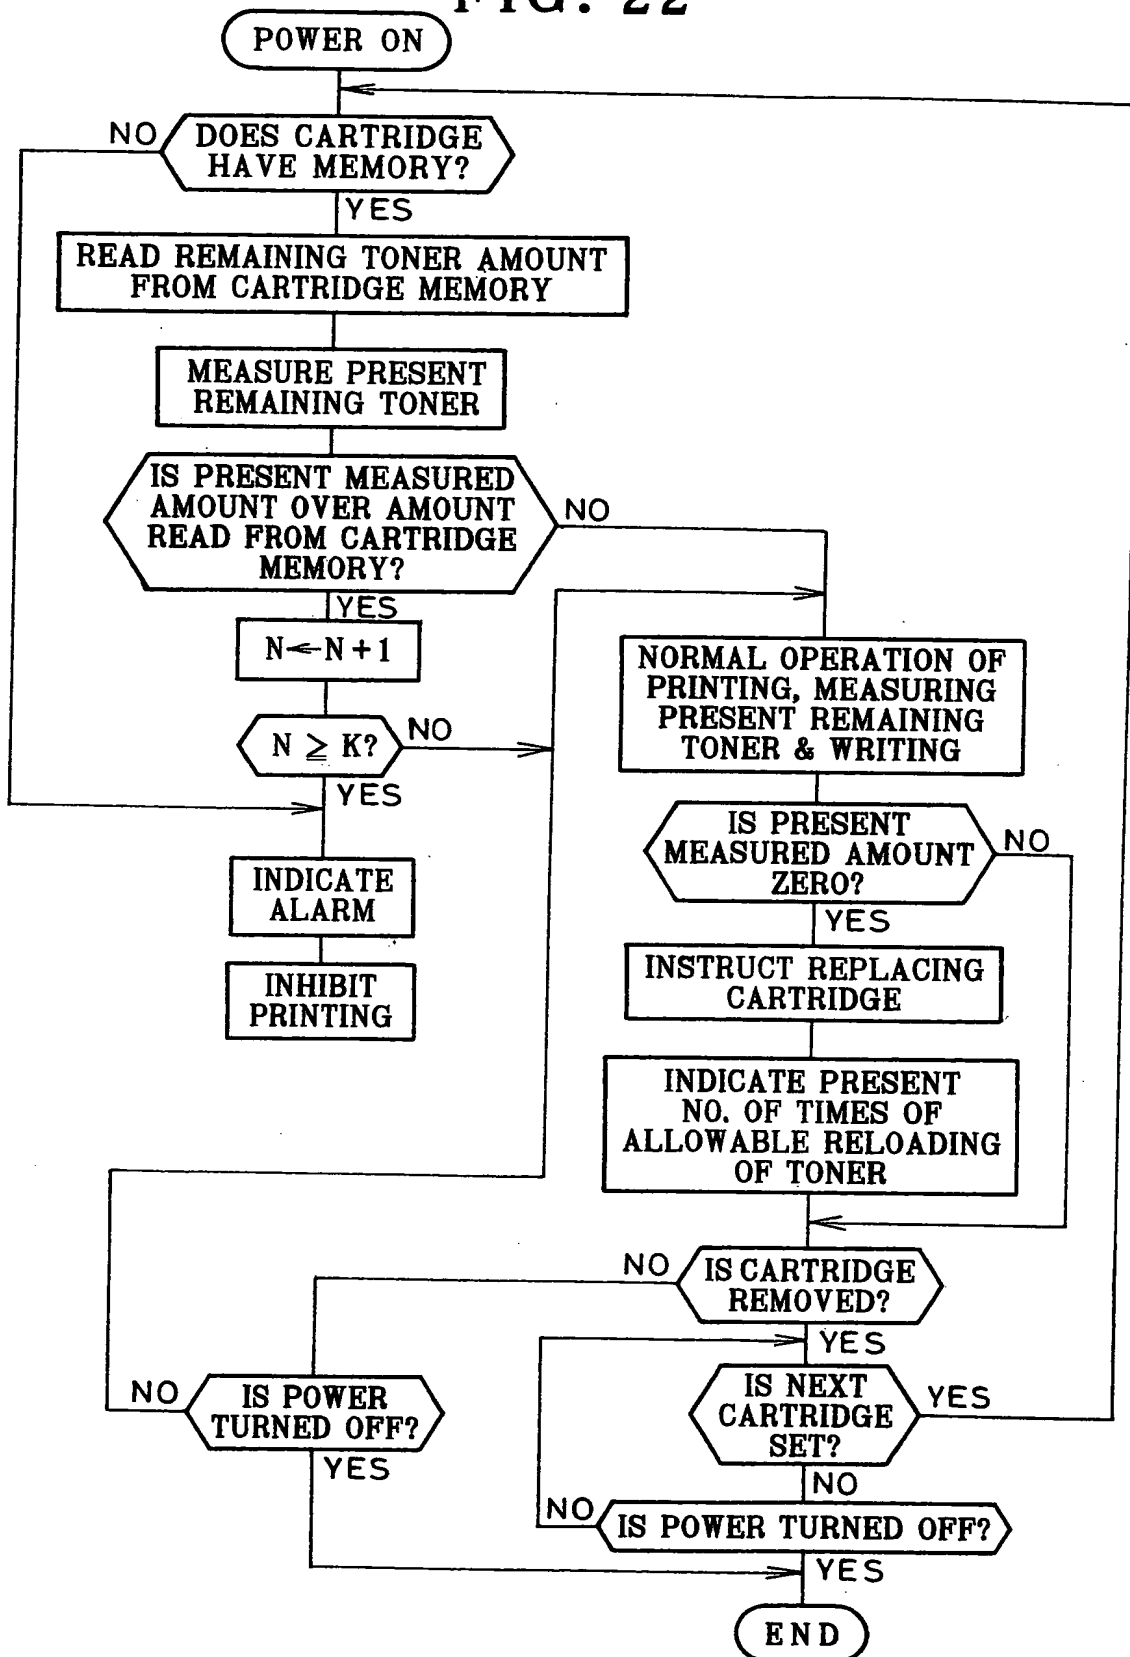 FIG. 22
POWER ON
NO
DOES CARTRIDGE
HAVE MEMORY?
YES
READ REMAINING TONER AMOUNT
FROM CARTRIDGE MEMORY
MEASURE PRESENT
REMAINING TONER
IS PRESENT MEASURED
AMOUNT OVER AMOUNT
READ FROM CARTRIDGE
MEMORY?
NO
YES
N←N+1
N ≧ K?
NO
YES
INDICATE
ALARM
INHIBIT
PRINTING
NORMAL OPERATION OF
PRINTING, MEASURING
PRESENT REMAINING
TONER & WRITING
IS PRESENT
MEASURED AMOUNT
ZERO?
NO
YES
INSTRUCT REPLACING
CARTRIDGE
INDICATE PRESENT
NO. OF TIMES OF
ALLOWABLE RELOADING
OF TONER
NO
IS CARTRIDGE
REMOVED?
YES
NO
IS POWER
TURNED OFF?
YES
IS NEXT
CARTRIDGE
SET?
YES
NO
NO
IS POWER TURNED OFF?
YES
END